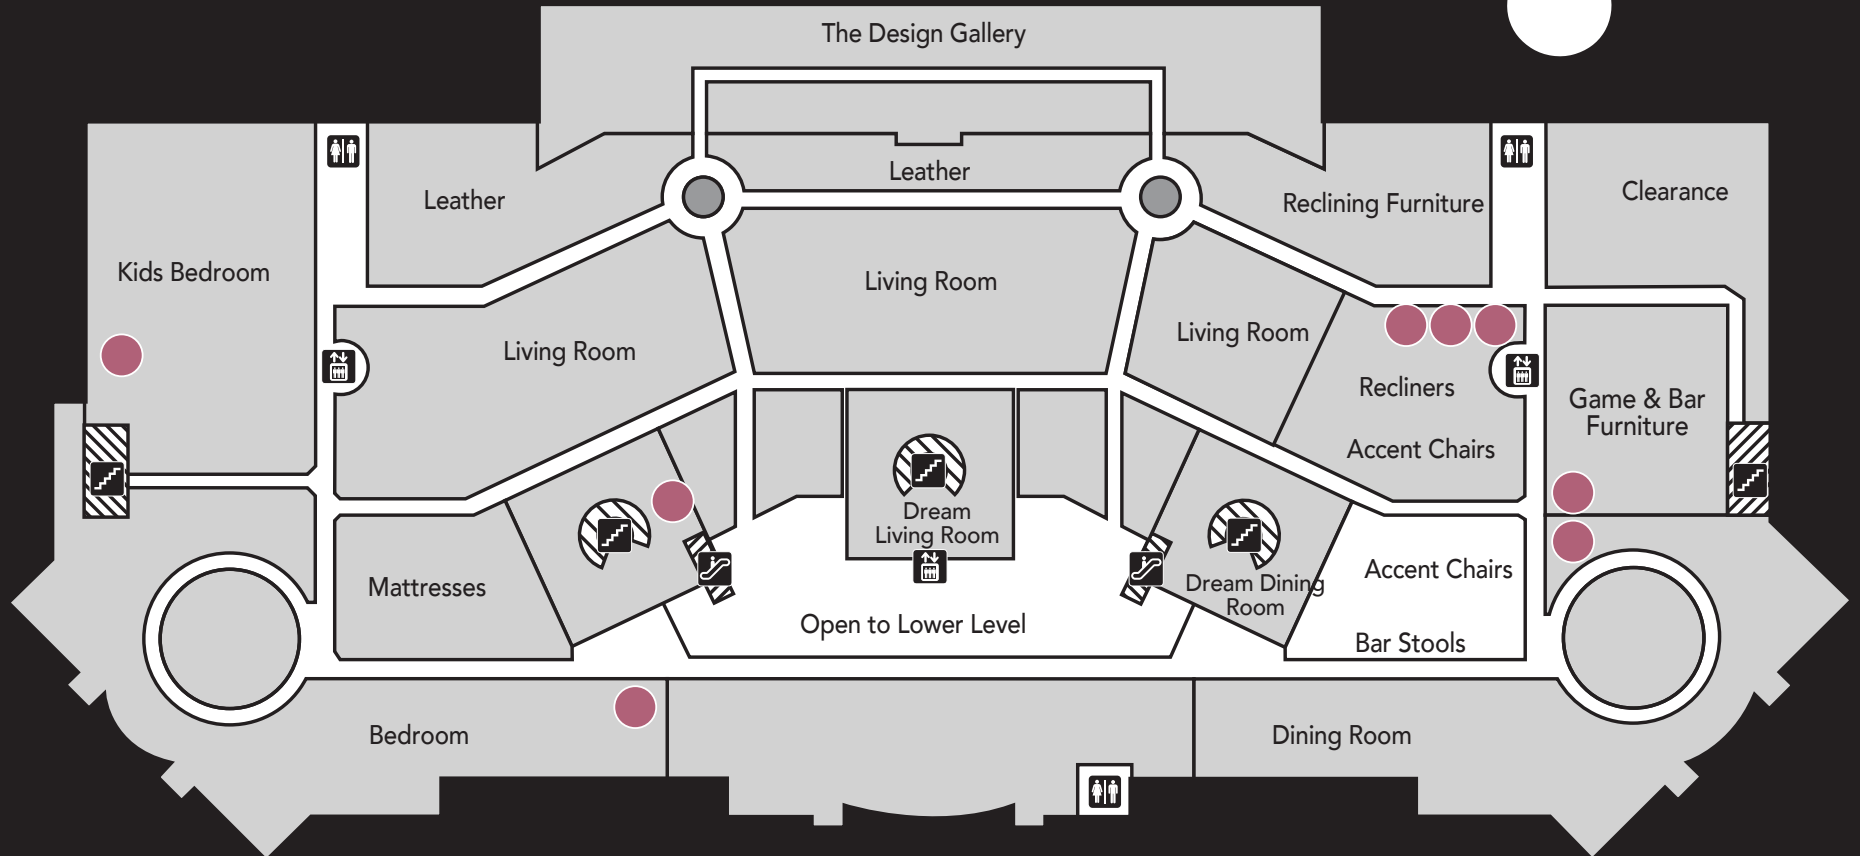 The Design Gallery
Leather
Leather
Reclining Furniture
Clearance
Kids Bedroom
Living Room
Living Room
Living Room
Recliners
Accent Chairs
Game & Bar
Furniture
Dream
Living Room
Mattresses
Dream Dining
Room
Accent Chairs
Open to Lower Level
Bar Stools
Bedroom
Dining Room